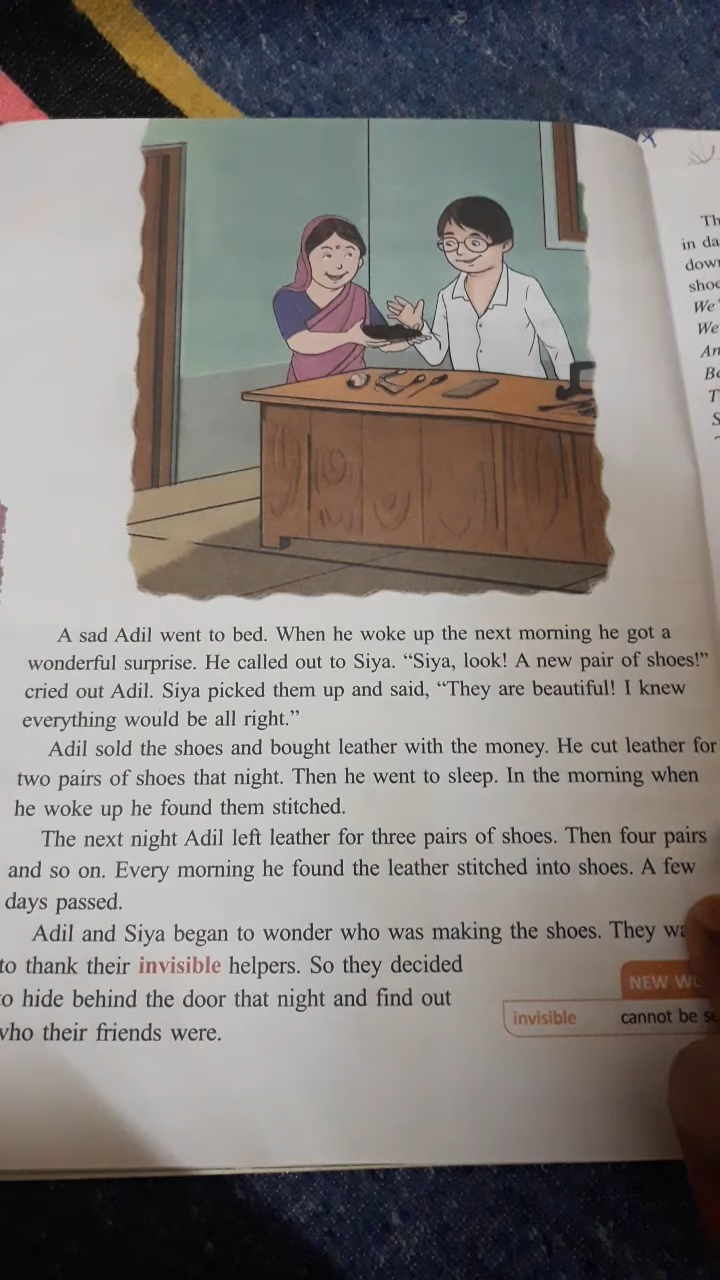 A sad Adil went to bed. When he woke up the next morning he got a
wonderful surprise. He called out to Siya. “Siya, look! A new pair of shoes!”
cried out Adil. Siya picked them up and said, “They are beautiful! I knew
everything would be all right.”
Adil sold the shoes and bought leather with the money. He cut leather for
two pairs of shoes that night. Then he went to sleep. In the morning when
he woke up he found them stitched.
The next night Adil left leather for three pairs of shoes. Then four pairs
and so on. Every morning he found the leather stitched into shoes. A few
days passed.
Adil and Siya began to wonder who was making the shoes. They
to thank their invisible helpers. So they decided
to hide behind the door that night and find out
who their friends were.
NEW
invisible cannot be
in
We
We